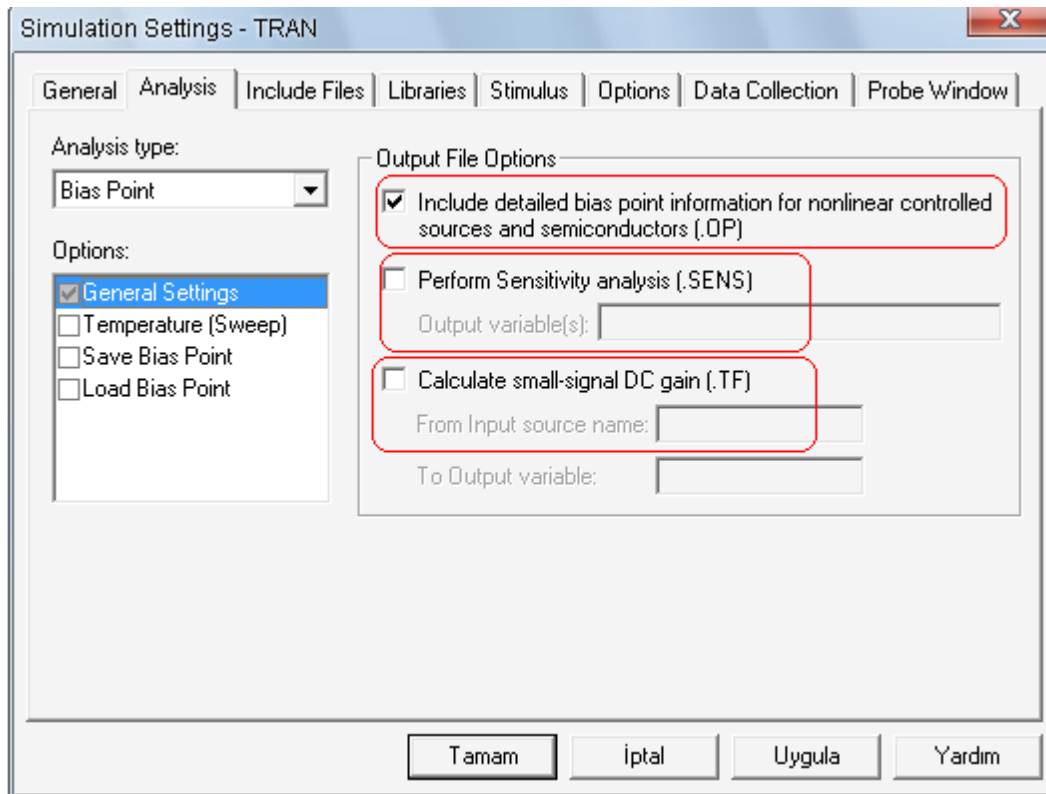 Simulation Settings - TRAN
General Analysis Include Files Libraries Stimulus Options Data Collection Probe Window
Analysis type:
Bias Point
Options:
General Settings
Temperature (Sweep)
Save Bias Point
Load Bias Point
Output File Options
Include detailed bias point information for nonlinear controlled
sources and semiconductors (.OP)
Perform Sensitivity analysis (.SENS)
Output variable(s):
Calculate small-signal DC gain (.TF)
From Input source name:
To Output variable:
Tamam İptal Uygula Yardım